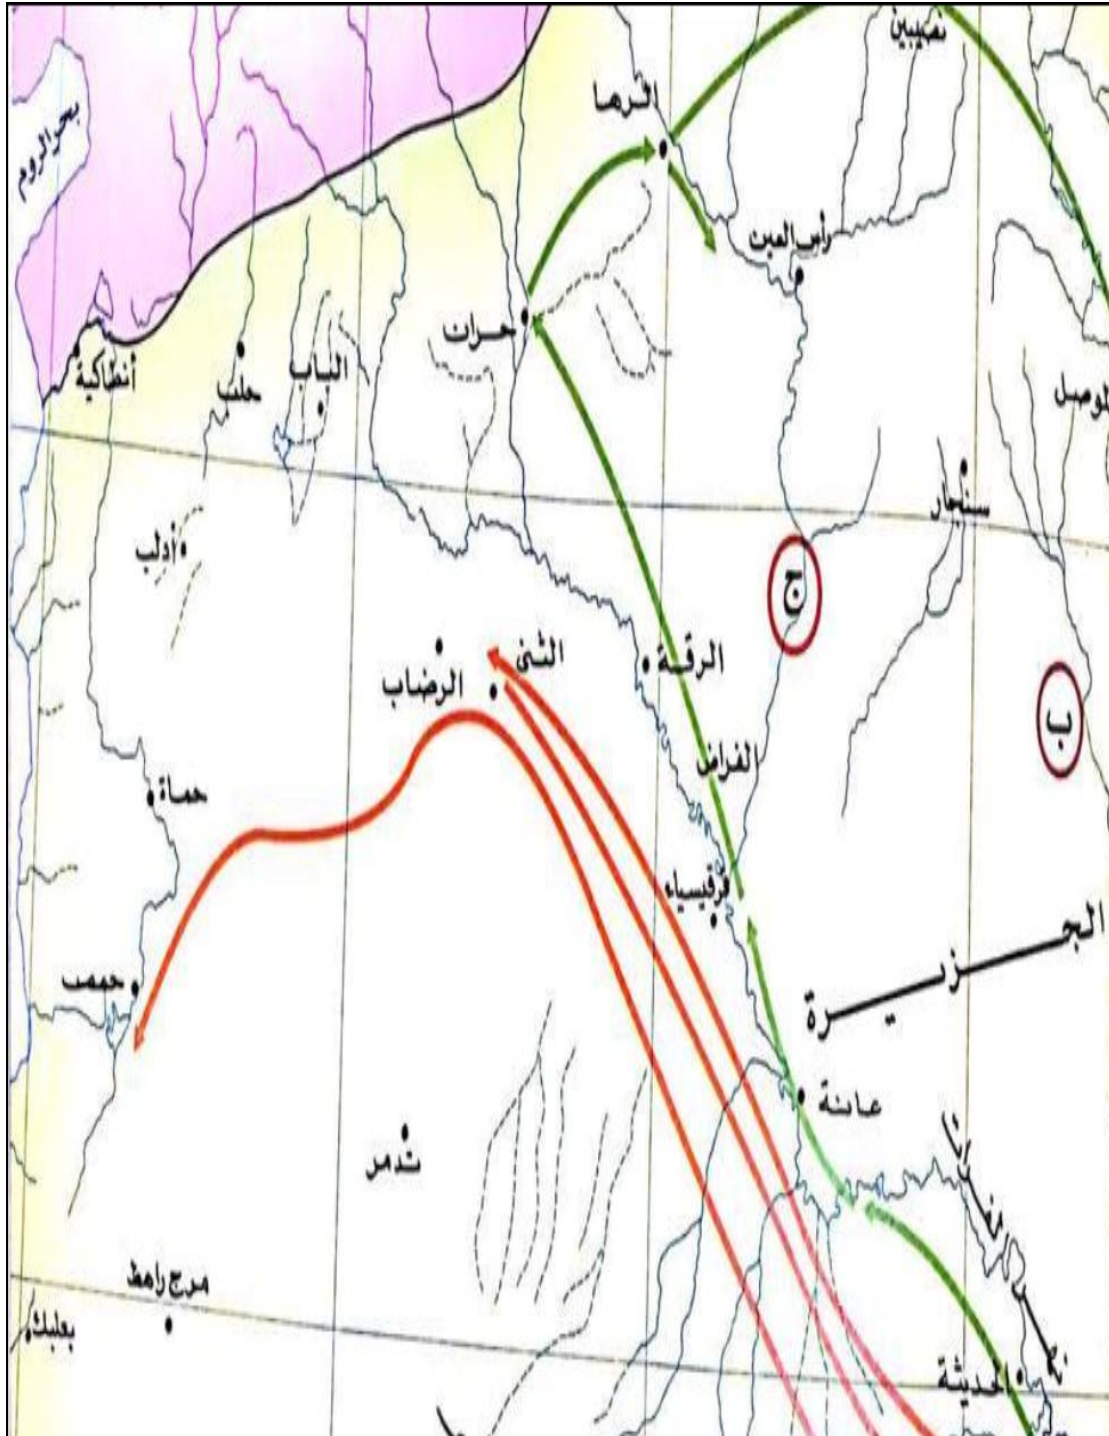 نصيبين
الرها
بحر الروم
رأس العين
حران
أنطاكية
حلب
الباب
لموصل
سنجار
أدلب
ج
الثنى
الرقة
الرضاب
ب
الفراض
حماة
قرقيسياء
الجزيرة
حمص
عانة
تدمر
نهر الفرات
مرج راهط
بعلبك
الحديثة